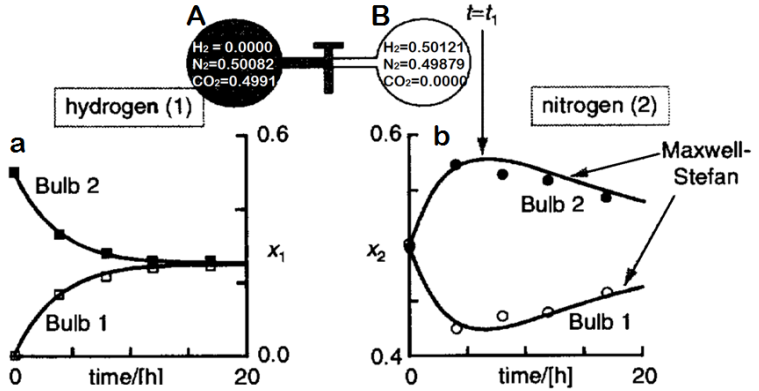 A
B
H₂ = 0.0000
N₂=0.50082
CO₂=0.4991
H₂=0.50121
N₂=0.49879
CO₂=0.0000
t=t₁
hydrogen (1)
nitrogen (2)
a
0.6
Bulb 2
Bulb 1
x₁
0.0
0
time/[h]
20
b
0.6
Maxwell-
Stefan
Bulb 2
x₂
Bulb 1
0.4
0
time/[h]
20